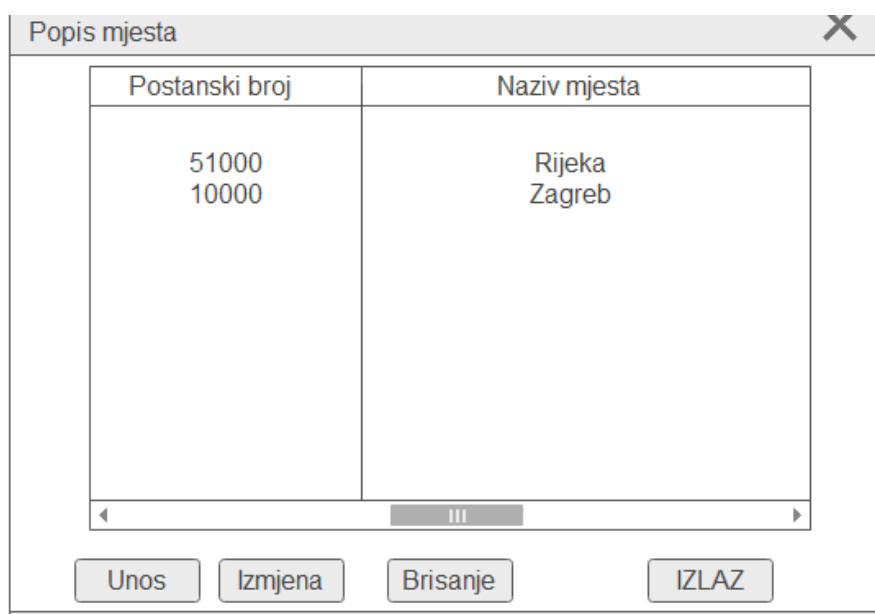 Popis mjesta
Postanski broj Naziv mjesta
51000 Rijeka
10000 Zagreb
Unos Izmjena Brisanje IZLAZ